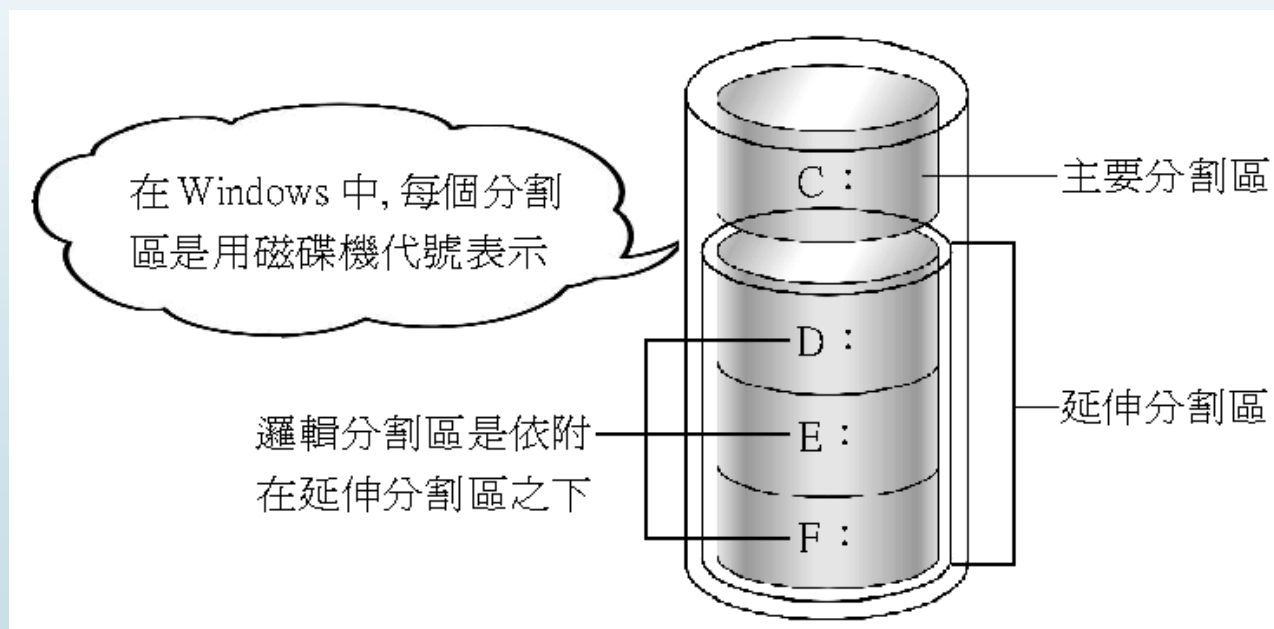 在 Windows 中, 每個分割
區是用磁碟機代號表示
C：
主要分割區
D：
E：
F：
延伸分割區
邏輯分割區是依附
在延伸分割區之下